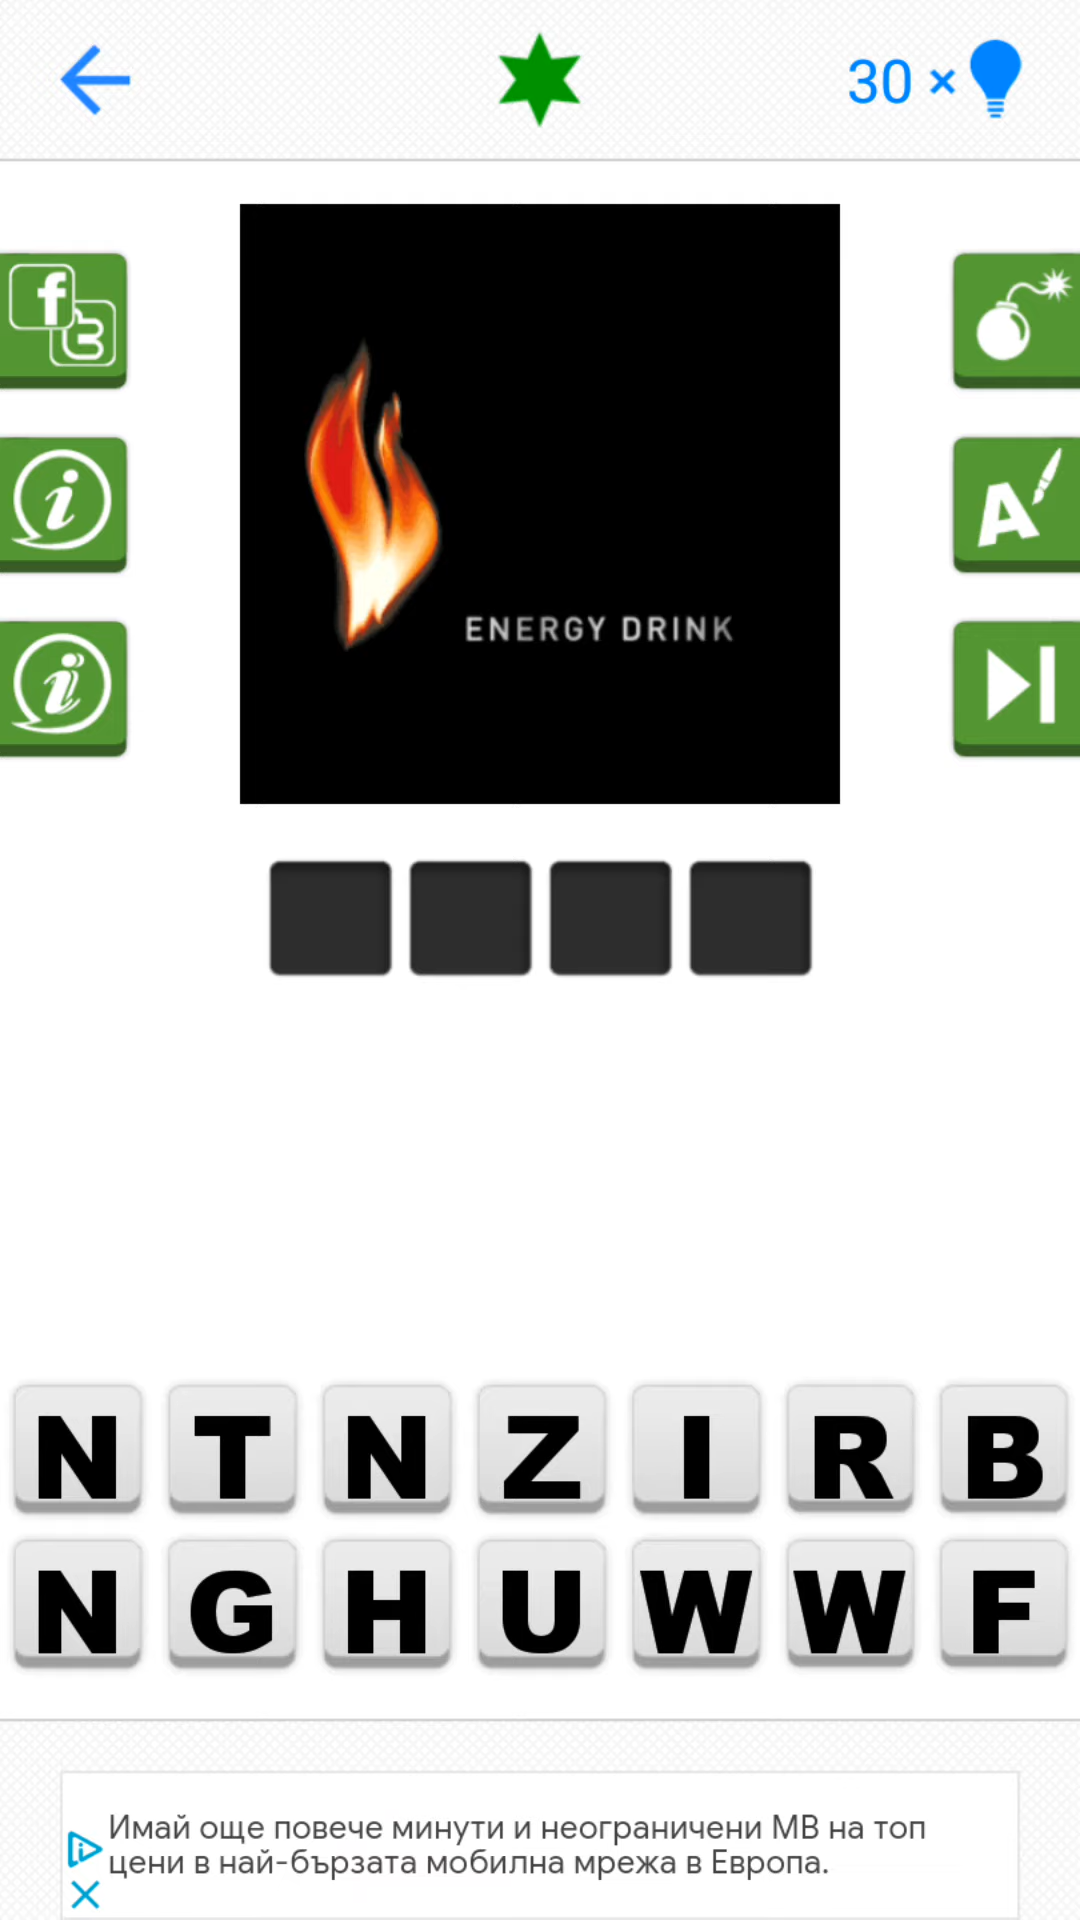 30 ×
ENERGY DRINK
A
N T N Z I R B
N G H U W W F
Имай още повече минути и неограничени MB на топ
цени в най-бързата мобилна мрежа в Европа.